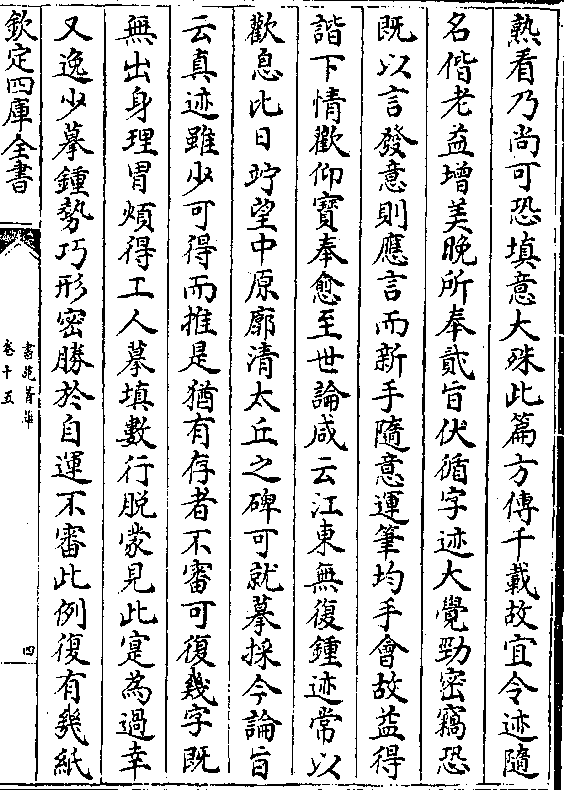 熟看乃尚可恐填意大殊此篇方傳千載故宜令迹隨
名偕老益增美晚所奉貮旨伏循字迹大覺勁密竊恐
既以言發意則應言而新手隨意運筆均手會故益得
諧下情歡仰寳奉愈至世論咸云江東無復鍾迹常以
歎息比日竚望中原廓清太丘之碑可就摹採今論旨
云真迹雖少可得而推是猶有存者不審可復幾字既
無出身理冐煩得工人摹填數行脱蒙見此寔為過幸
又逸少摹鍾勢巧形密勝於自運不審此例復有㡬紙
欽定四庫全書
書苑菁華
卷十五
四